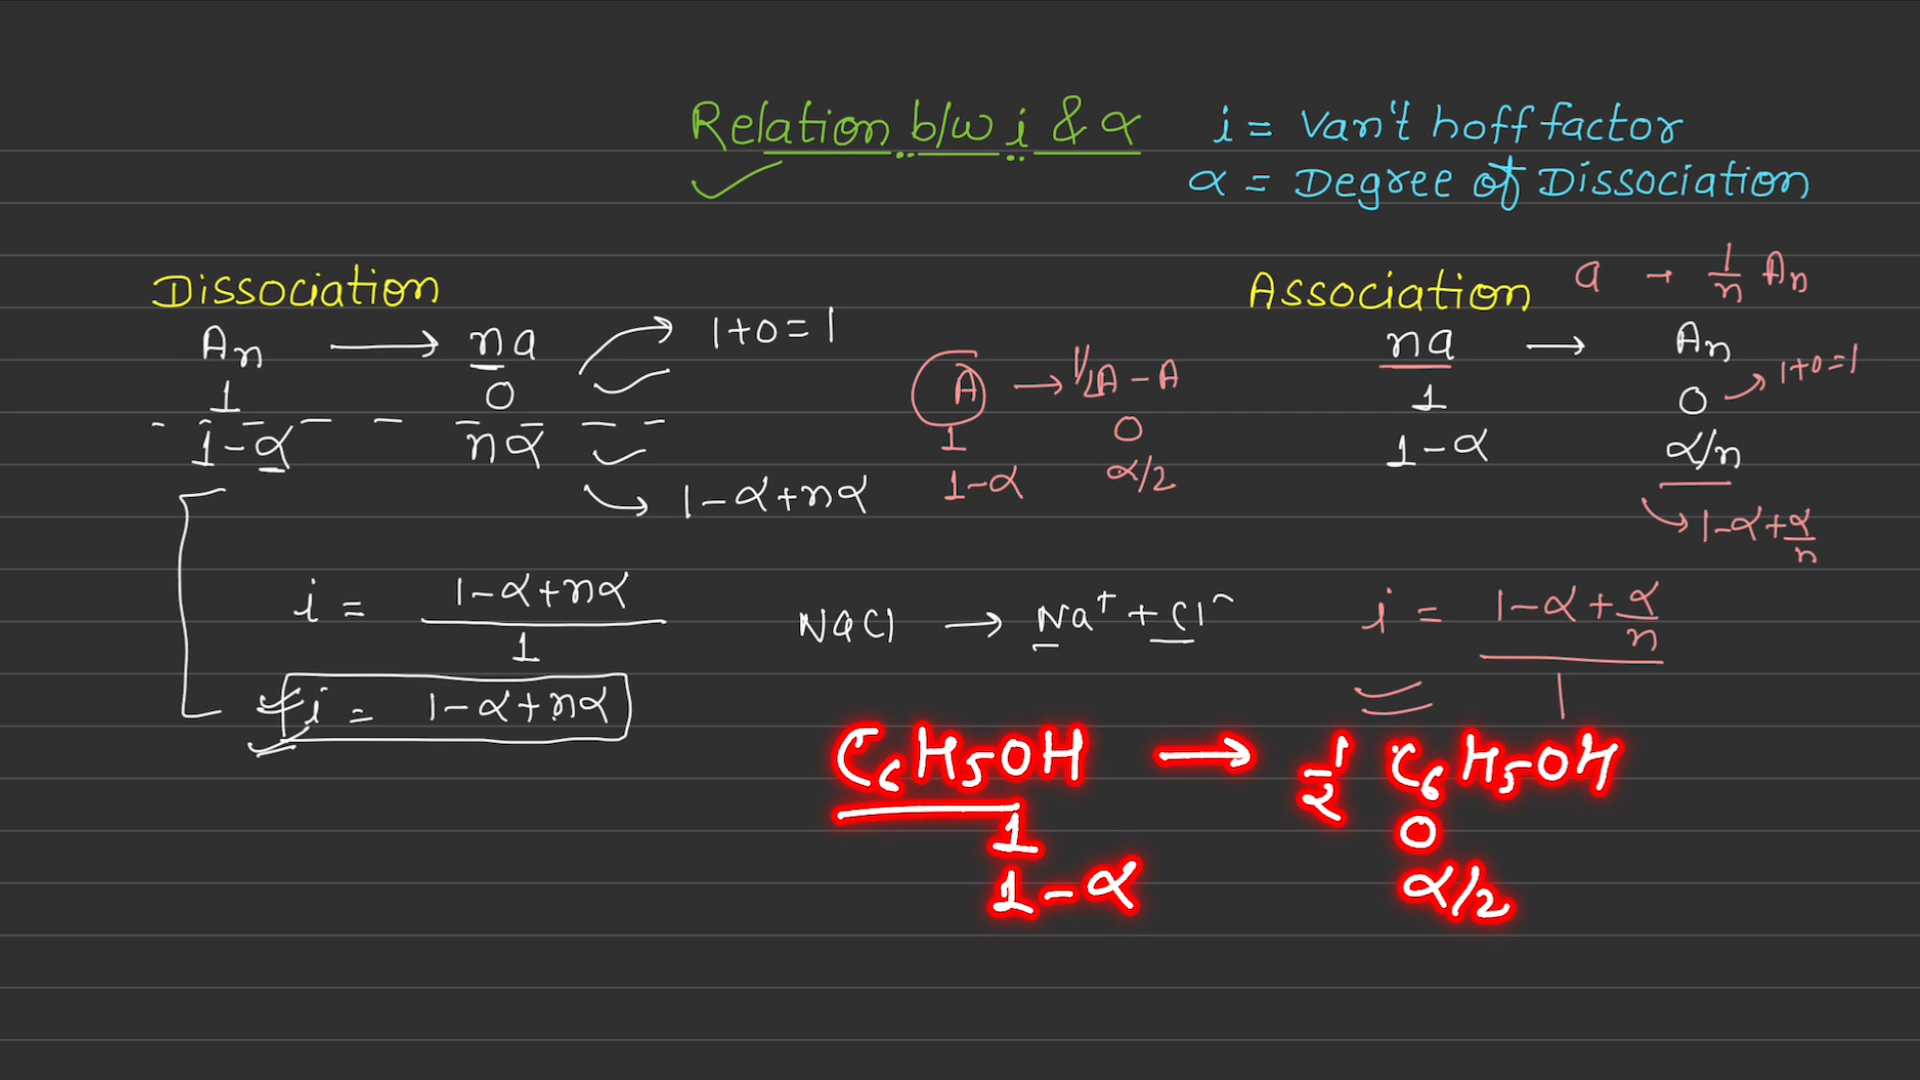 Relation b/w i & α
i = Van't hoff factor
α = Degree of Dissociation
Dissociation
An → na
1 0
1-α nα
1+0=1
1-α+nα
i = 1-α+nα / 1
i = 1-α+nα
A → 1/2 A-A
1 0
1-α α/2
NaCl → Na⁺ + Cl⁻
Association
a → 1/n An
na → An
1 0
1+0=1
1-α α/n
1-α+α/n
i = 1-α+α/n / 1
C₆H₅OH → 1/2 C₆H₅OH
1 0
1-α α/2